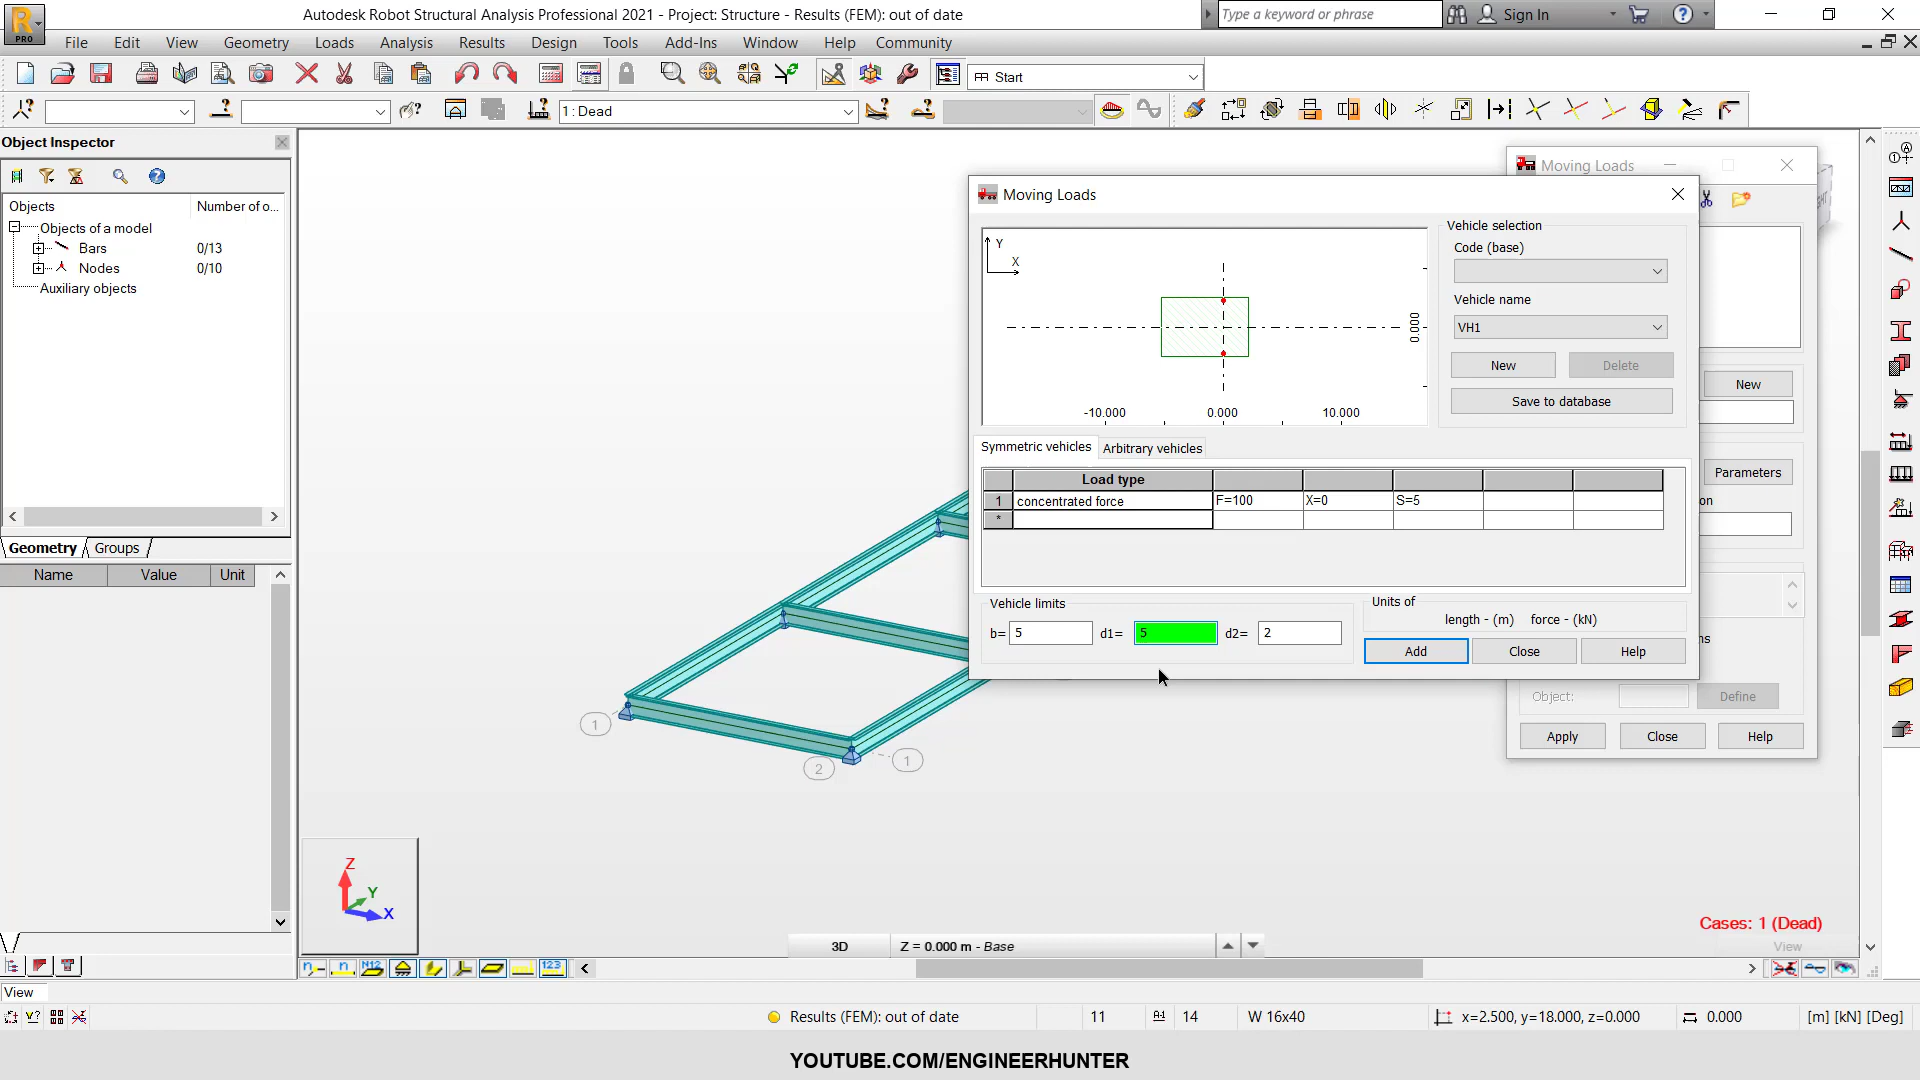 Autodesk Robot Structural Analysis Professional 2021 - Project: Structure - Results (FEM): out of date
Type a keyword or phrase
Sign In
PRO
File Edit View Geometry Loads Analysis Results Design Tools Add-Ins Window Help Community
Start
1 : Dead
Object Inspector
Objects Number of o...
Objects of a model
Bars 0/13
Nodes 0/10
Auxiliary objects
Geometry Groups
Name Value Unit
Moving Loads
New
Parameters
Object: Define
Apply Close Help
Moving Loads
Y
X
0.000
-10.000 0.000 10.000
Vehicle selection
Code (base)
Vehicle name
VH1
New Delete
Save to database
Symmetric vehicles Arbitrary vehicles
Load type
1 concentrated force F=100 X=0 S=5
*
Vehicle limits
b= 5 d1= 5 d2= 2
Units of
length - (m) force - (kN)
Add Close Help
1
2
1
Z
Y
X
Cases: 1 (Dead)
View
3D Z = 0.000 m - Base
View
Results (FEM): out of date 11 14 W 16x40 x=2.500, y=18.000, z=0.000 0.000 [m] [kN] [Deg]
YOUTUBE.COM/ENGINEERHUNTER